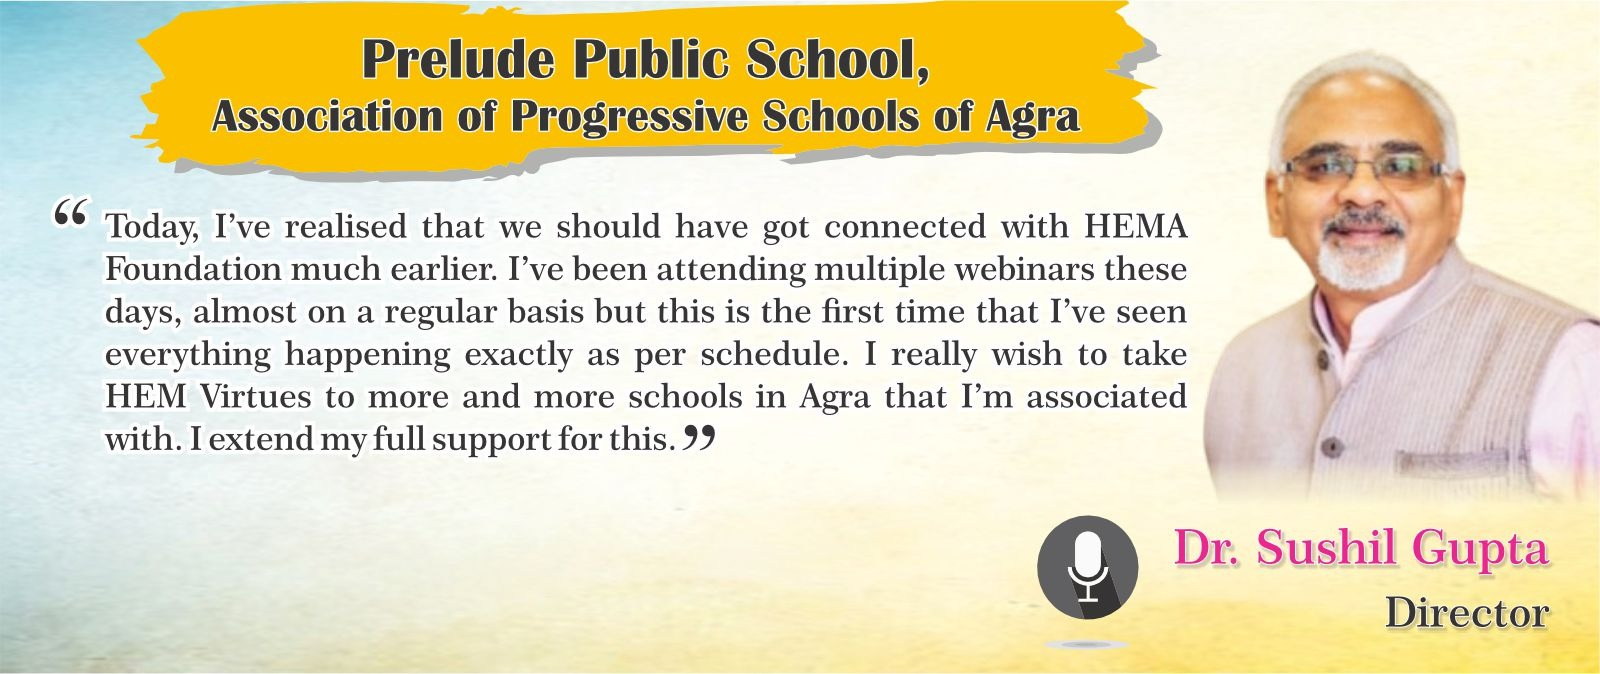 Prelude Public School,
Association of Progressive Schools of Agra
“ Today, I’ve realised that we should have got connected with HEMA
Foundation much earlier. I’ve been attending multiple webinars these
days, almost on a regular basis but this is the first time that I’ve seen
everything happening exactly as per schedule. I really wish to take
HEM Virtues to more and more schools in Agra that I’m associated
with. I extend my full support for this. ”
Dr. Sushil Gupta
Director